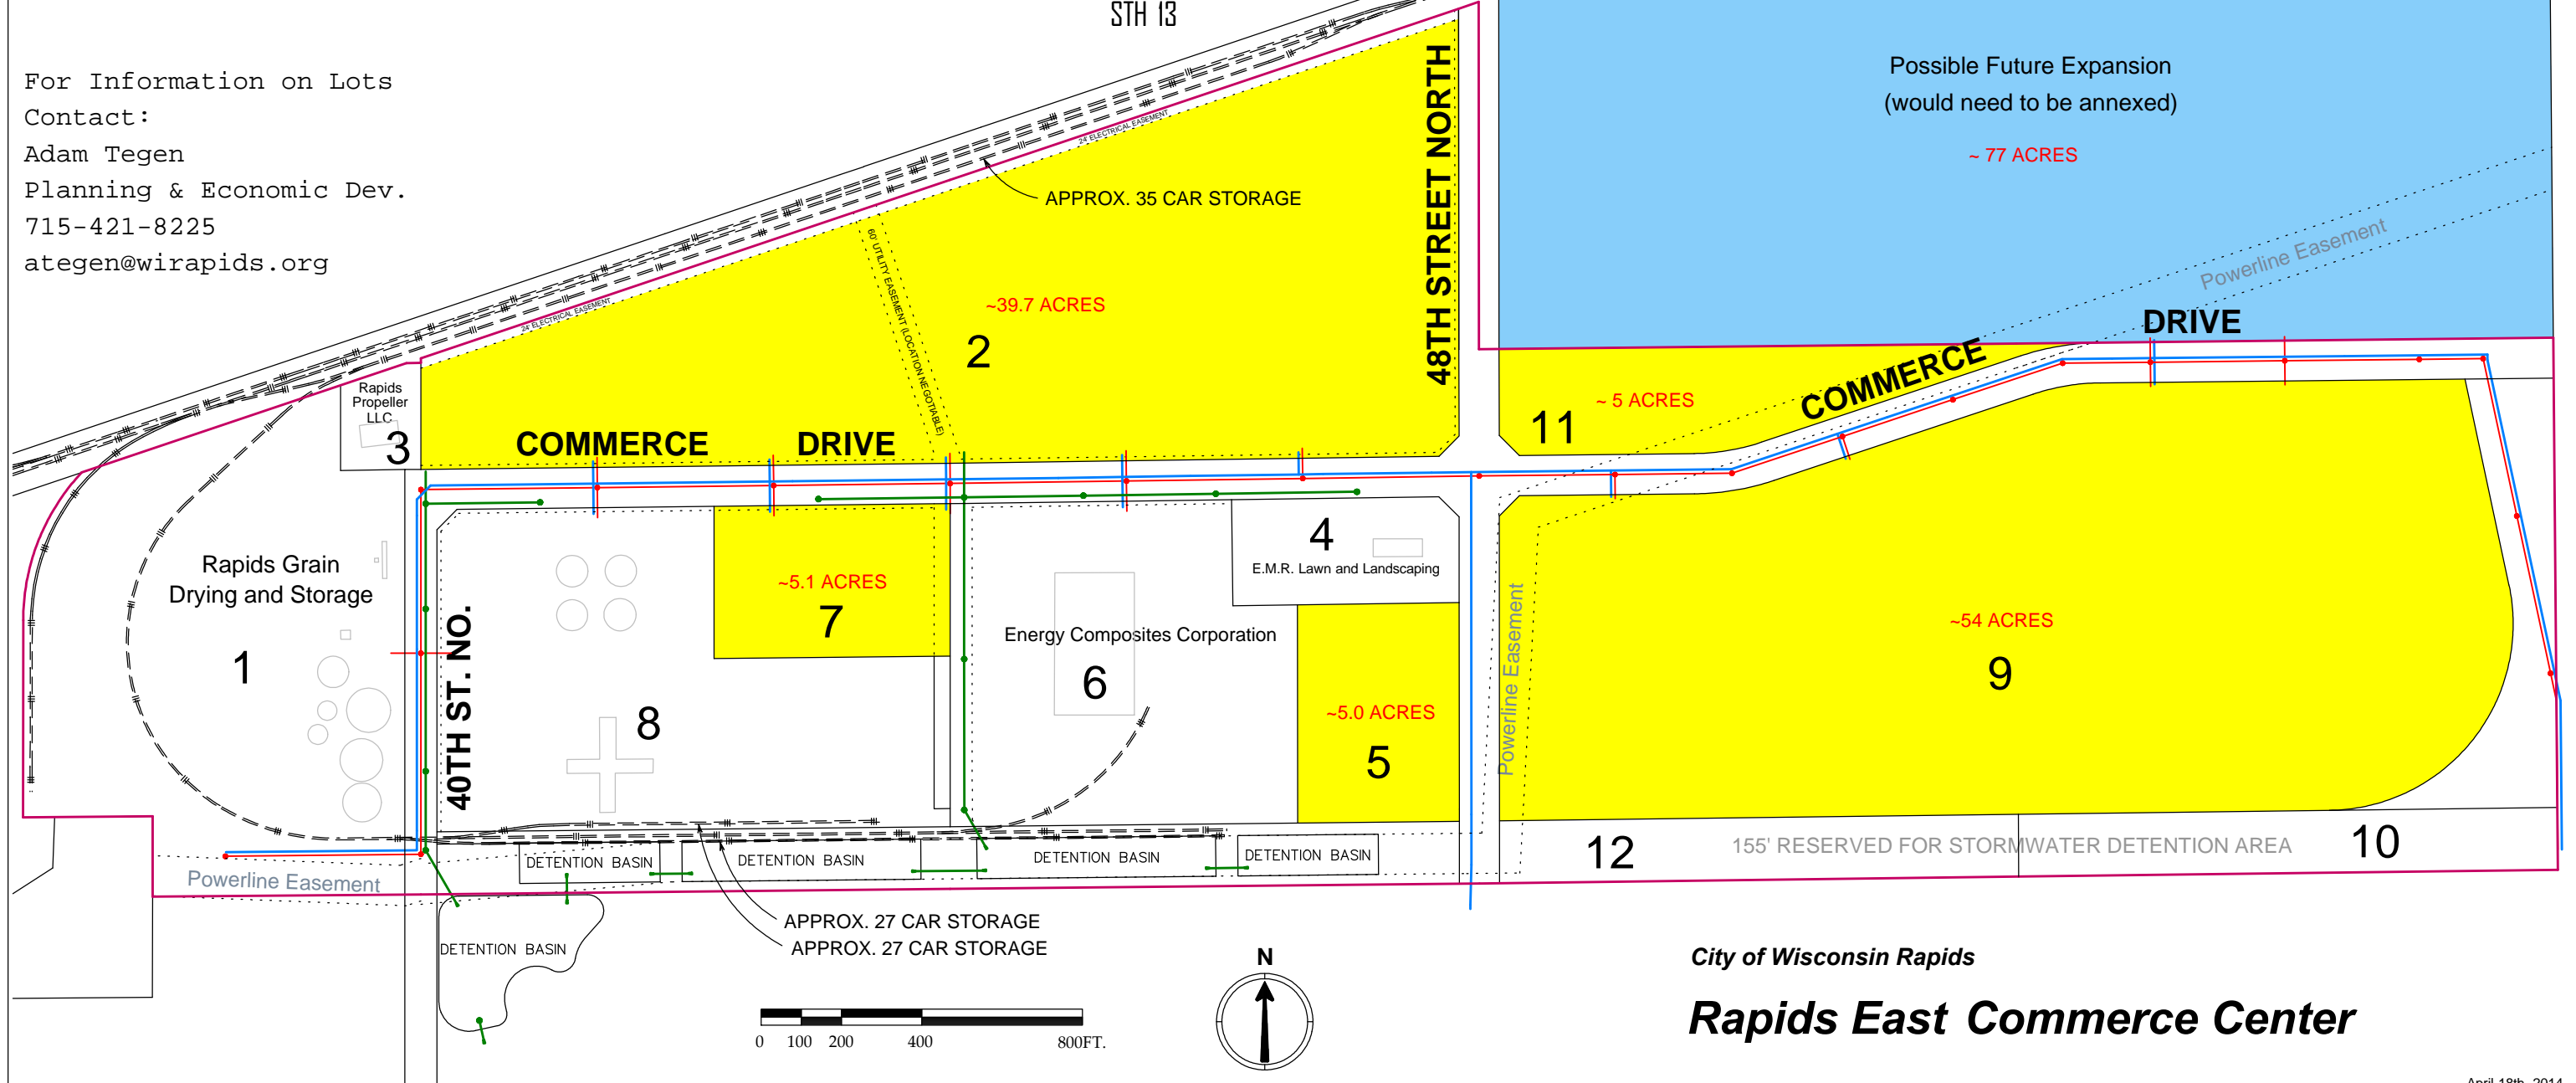 STH 13
For Information on Lots
Contact:
Adam Tegen
Planning & Economic Dev.
715-421-8225
ategen@wirapids.org
Possible Future Expansion
(would need to be annexed)
~ 77 ACRES
Powerline Easement
24' ELECTRICAL EASEMENT
APPROX. 35 CAR STORAGE
48TH STREET NORTH
60' UTILITY EASEMENT (LOCATION NEGOTIABLE)
~39.7 ACRES
2
24' ELECTRICAL EASEMENT
DRIVE
COMMERCE
~ 5 ACRES
11
Rapids
Propeller
LLC
3
COMMERCE DRIVE
Rapids Grain
Drying and Storage
1
40TH ST. NO.
~5.1 ACRES
7
8
4
E.M.R. Lawn and Landscaping
Energy Composites Corporation
6
~5.0 ACRES
5
Powerline Easement
~54 ACRES
9
12
155' RESERVED FOR STORMWATER DETENTION AREA
10
DETENTION BASIN
DETENTION BASIN
DETENTION BASIN
DETENTION BASIN
Powerline Easement
DETENTION BASIN
APPROX. 27 CAR STORAGE
APPROX. 27 CAR STORAGE
N
0 100 200 400 800FT.
City of Wisconsin Rapids
Rapids East Commerce Center
April 18th, 2014